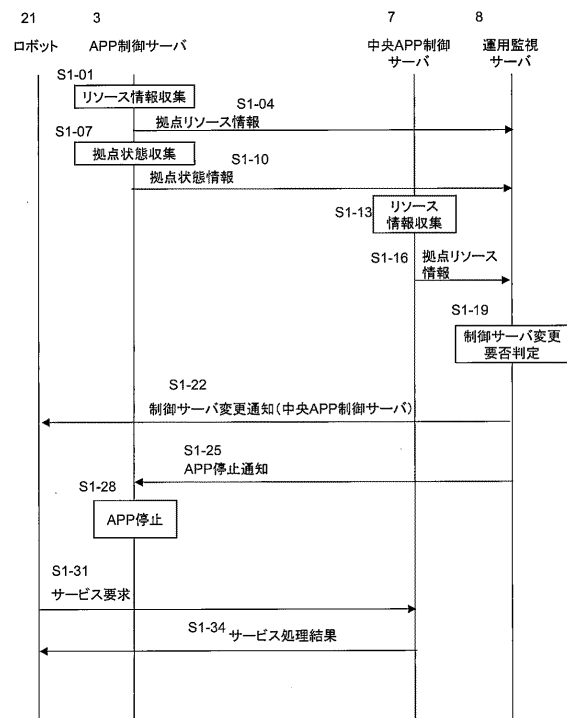 21
3
7
8
ロボット
APP制御サーバ
中央APP制御
サーバ
運用監視
サーバ
S1-01
リソース情報収集
S1-04
拠点リソース情報
S1-07
拠点状態収集
S1-10
拠点状態情報
S1-13
リソース
情報収集
S1-16
拠点リソース
情報
S1-19
制御サーバ変更
要否判定
S1-22
制御サーバ変更通知(中央APP制御サーバ)
S1-25
APP停止通知
S1-28
APP停止
S1-31
サービス要求
S1-34
サービス処理結果